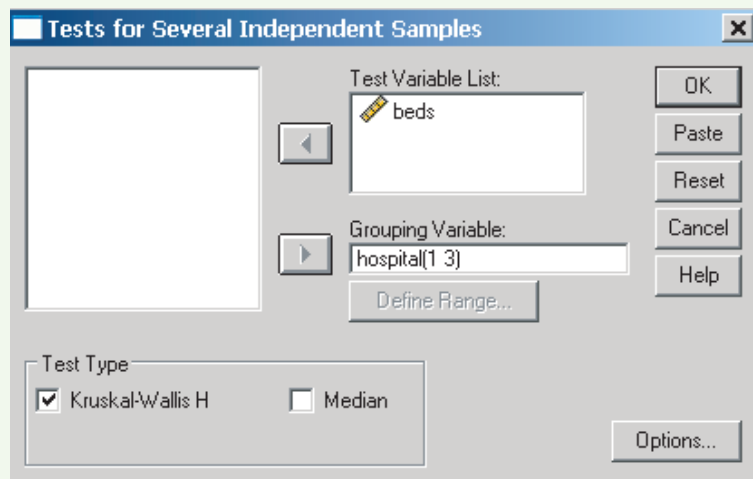 Tests for Several Independent Samples
Test Variable List:
beds
OK
Paste
Reset
Cancel
Help
Grouping Variable:
hospital(1 3)
Define Range...
Test Type
Kruskal-Wallis H
Median
Options...